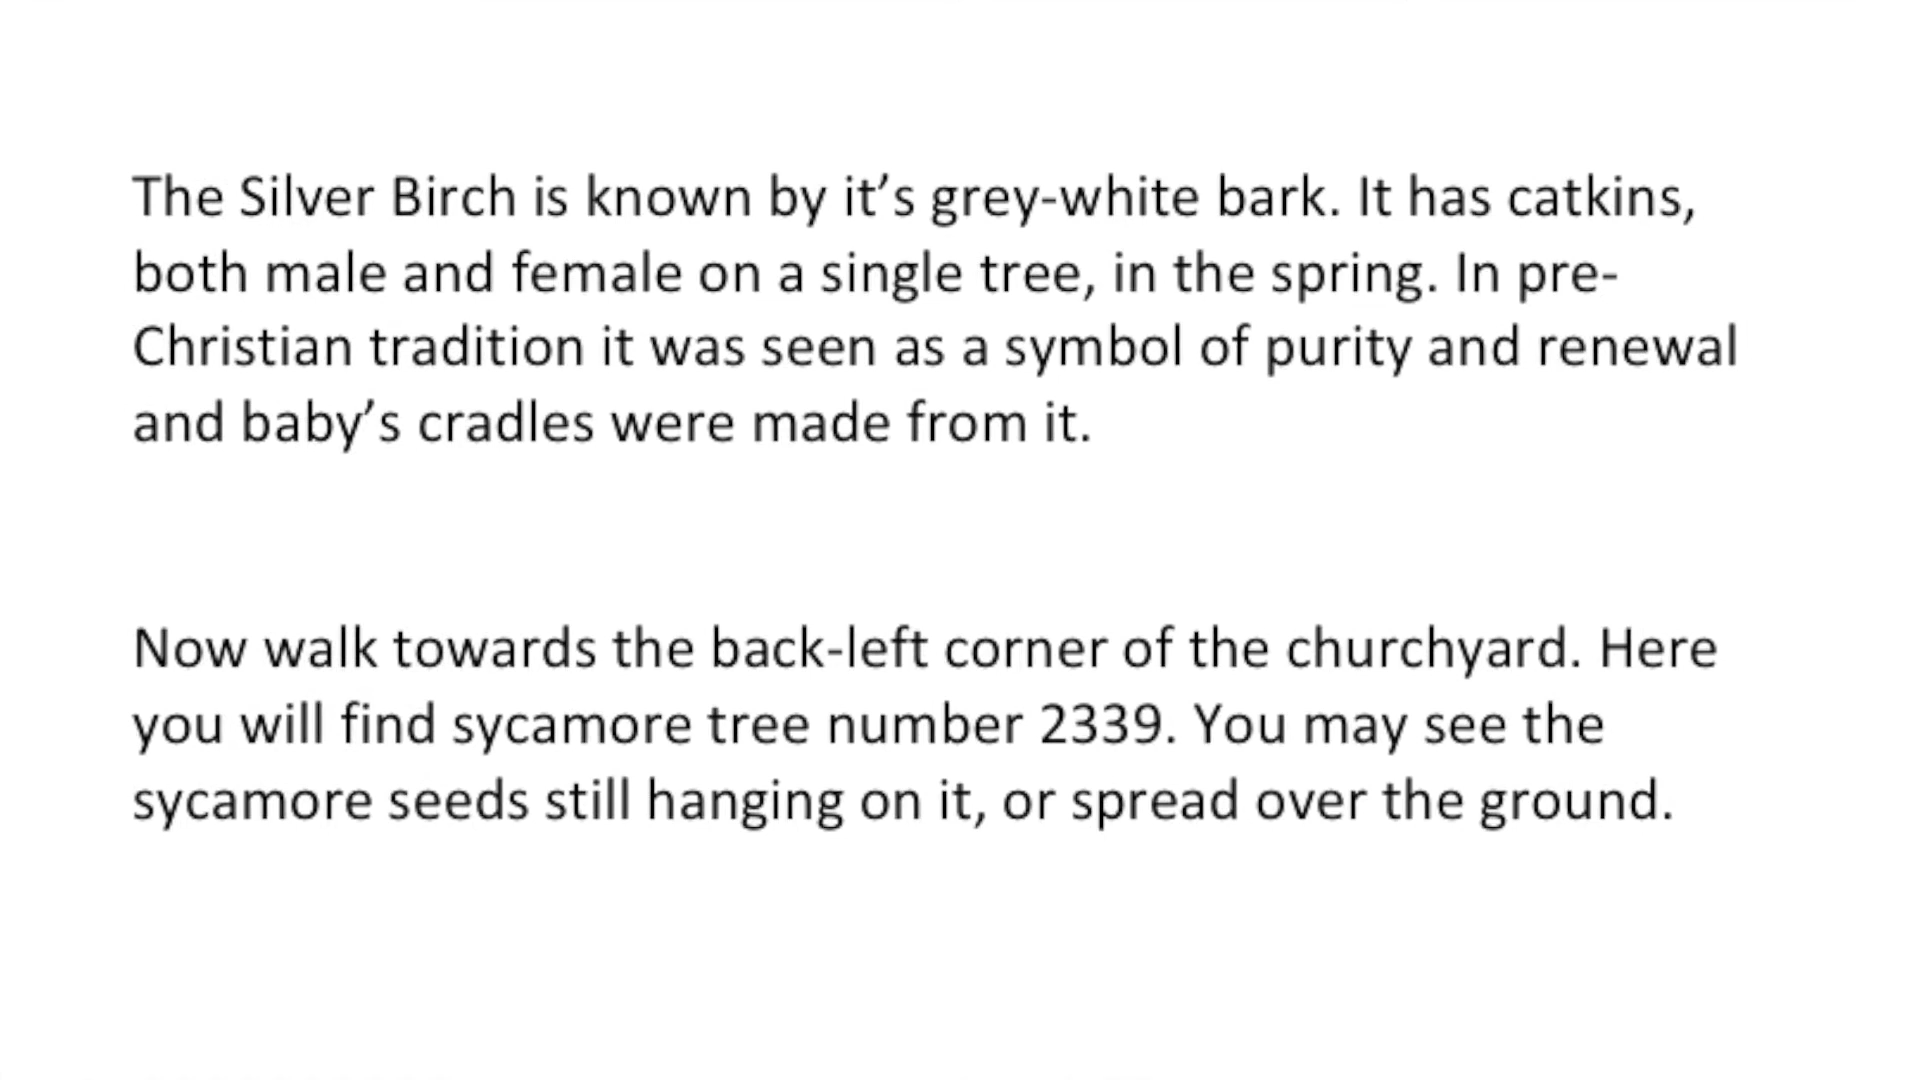 The Silver Birch is known by it’s grey-white bark. It has catkins,
both male and female on a single tree, in the spring. In pre-
Christian tradition it was seen as a symbol of purity and renewal
and baby’s cradles were made from it.
Now walk towards the back-left corner of the churchyard. Here
you will find sycamore tree number 2339. You may see the
sycamore seeds still hanging on it, or spread over the ground.